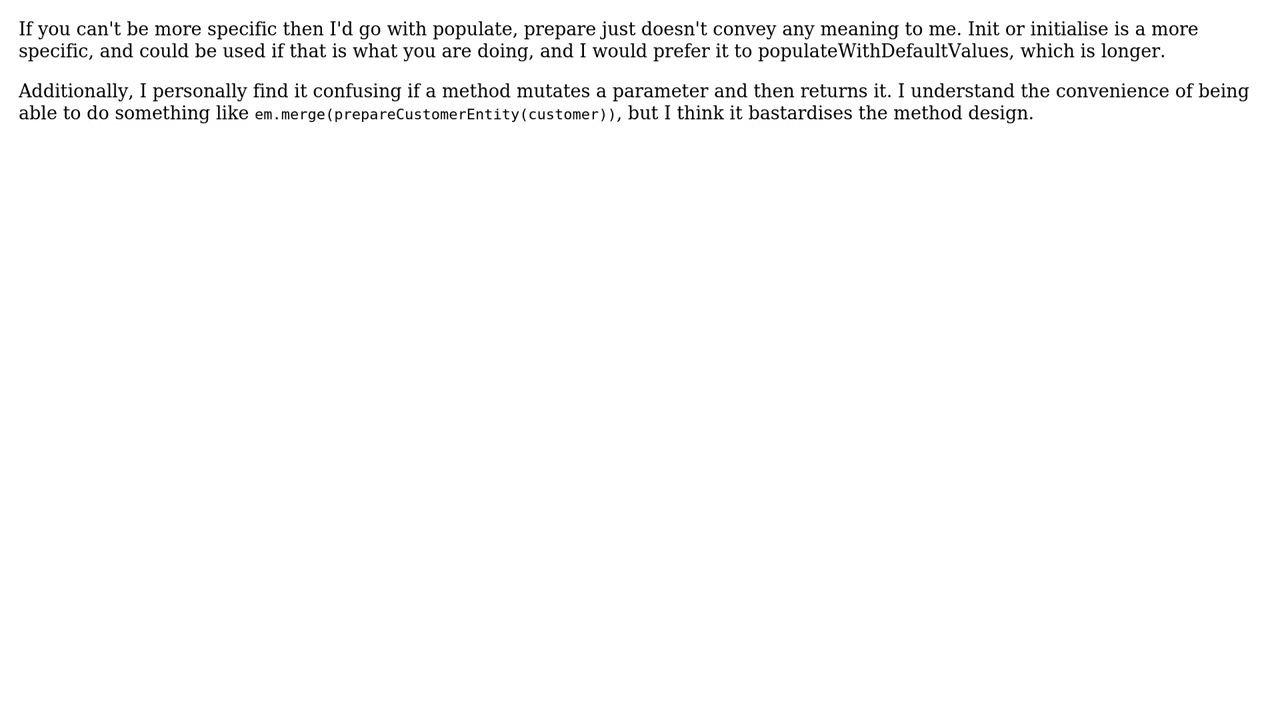 If you can't be more specific then I'd go with populate, prepare just doesn't convey any meaning to me. Init or initialise is a more
specific, and could be used if that is what you are doing, and I would prefer it to populateWithDefaultValues, which is longer.
Additionally, I personally find it confusing if a method mutates a parameter and then returns it. I understand the convenience of being
able to do something like em.merge(prepareCustomerEntity(customer)), but I think it bastardises the method design.